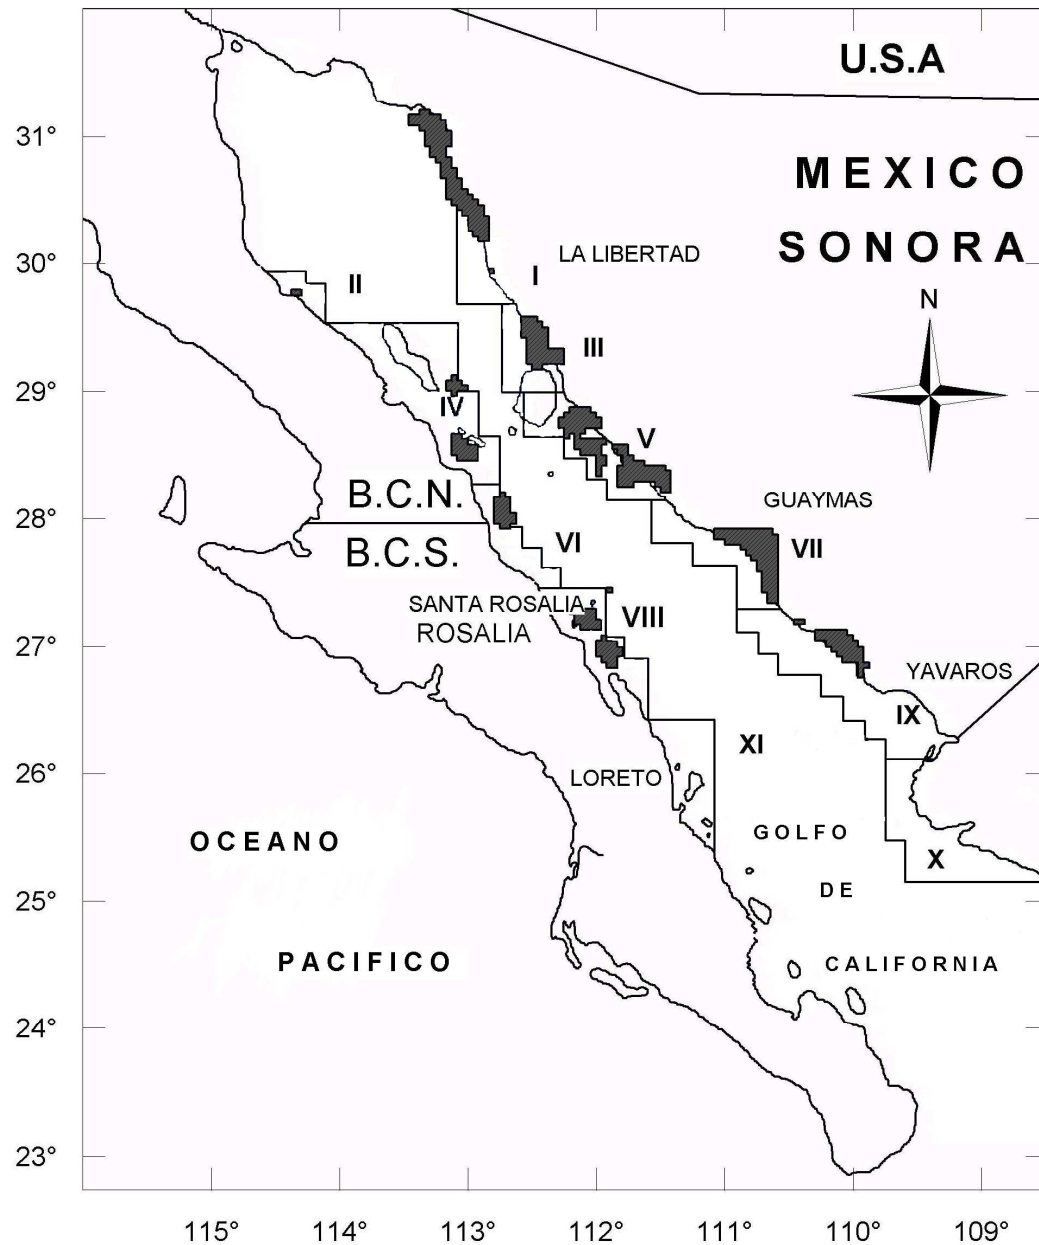 U.S.A
31°
MEXICO
SONORA
LA LIBERTAD
30°
I
II
N
III
29°
IV
V
B.C.N.
GUAYMAS
28°
B.C.S.
VI
VII
SANTA ROSALIA
VIII
ROSALIA
27°
YAVAROS
IX
XI
26°
LORETO
GOLFO
OCEANO
X
DE
25°
PACIFICO
CALIFORNIA
24°
23°
115° 114° 113° 112° 111° 110° 109°